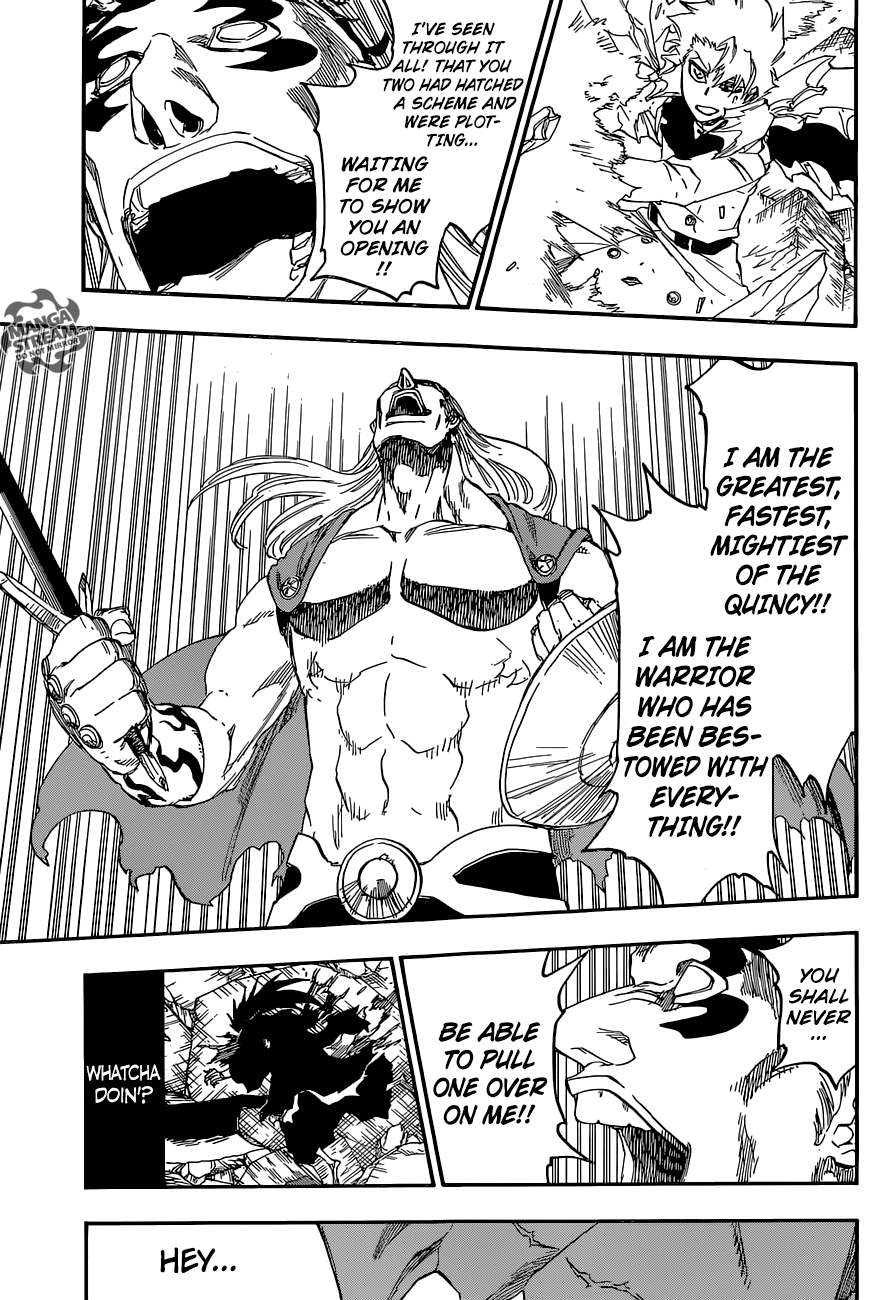 I'VE SEEN
THROUGH IT
ALL! THAT YOU
TWO HAD HATCHED
A SCHEME AND
WERE PLOT-
TING...
WAITING
FOR ME
TO SHOW
YOU AN
OPENING
!!
MANGA
STREAM.com
DO NOT MIRROR
I AM THE
GREATEST,
FASTEST,
MIGHTIEST
OF THE
QUINCY!!
I AM THE
WARRIOR
WHO HAS
BEEN BES-
TOWED WITH
EVERY-
THING!!
YOU
SHALL
NEVER
...
BE ABLE
TO PULL
ONE OVER
ON ME!!
WHATCHA
DOIN'?
HEY...